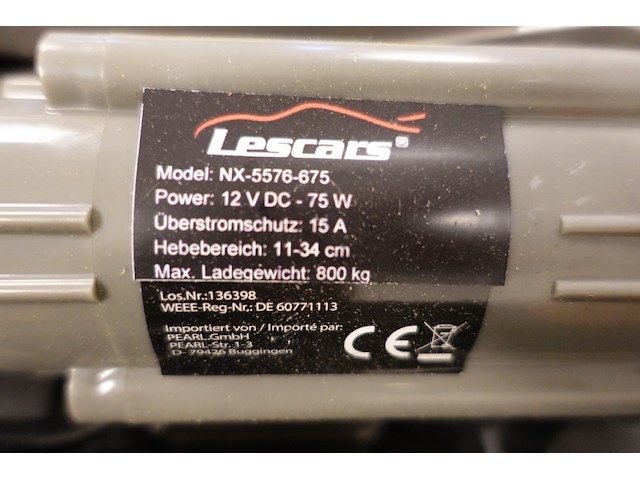 Lescars®
Model: NX-5576-675
Power: 12 V DC - 75 W
Überstromschutz: 15 A
Hebebereich: 11-34 cm
Max. Ladegewicht: 800 kg
Los.Nr.:136398
WEEE-Reg-Nr.: DE 60771113
Importiert von / Importé par:
PEARL.GmbH
PEARL-Str. 1-3
D- 79426 Buggingen
CE